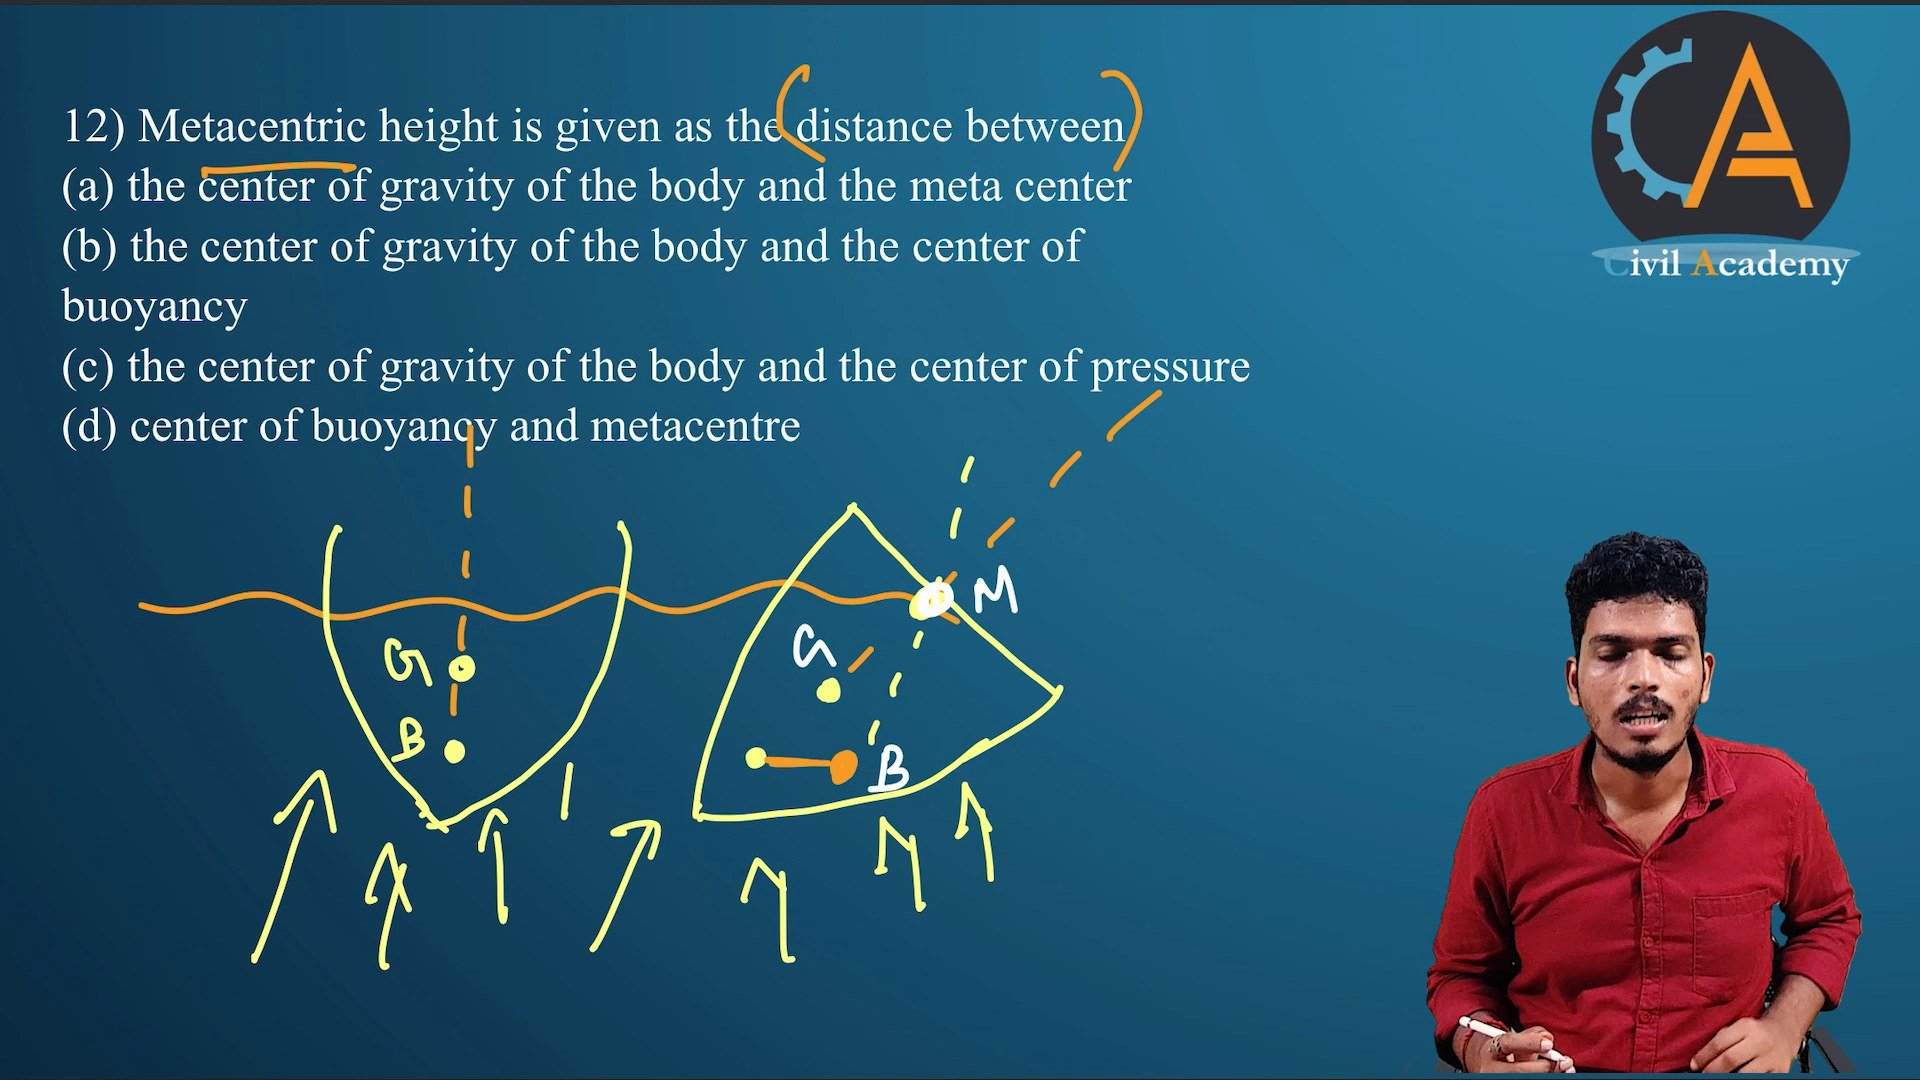 12) Metacentric height is given as the distance between
(a) the center of gravity of the body and the meta center
(b) the center of gravity of the body and the center of
buoyancy
(c) the center of gravity of the body and the center of pressure
(d) center of buoyancy and metacentre
Civil Academy
G
B
M
G
B